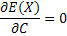 ∂E(X)/∂C = 0